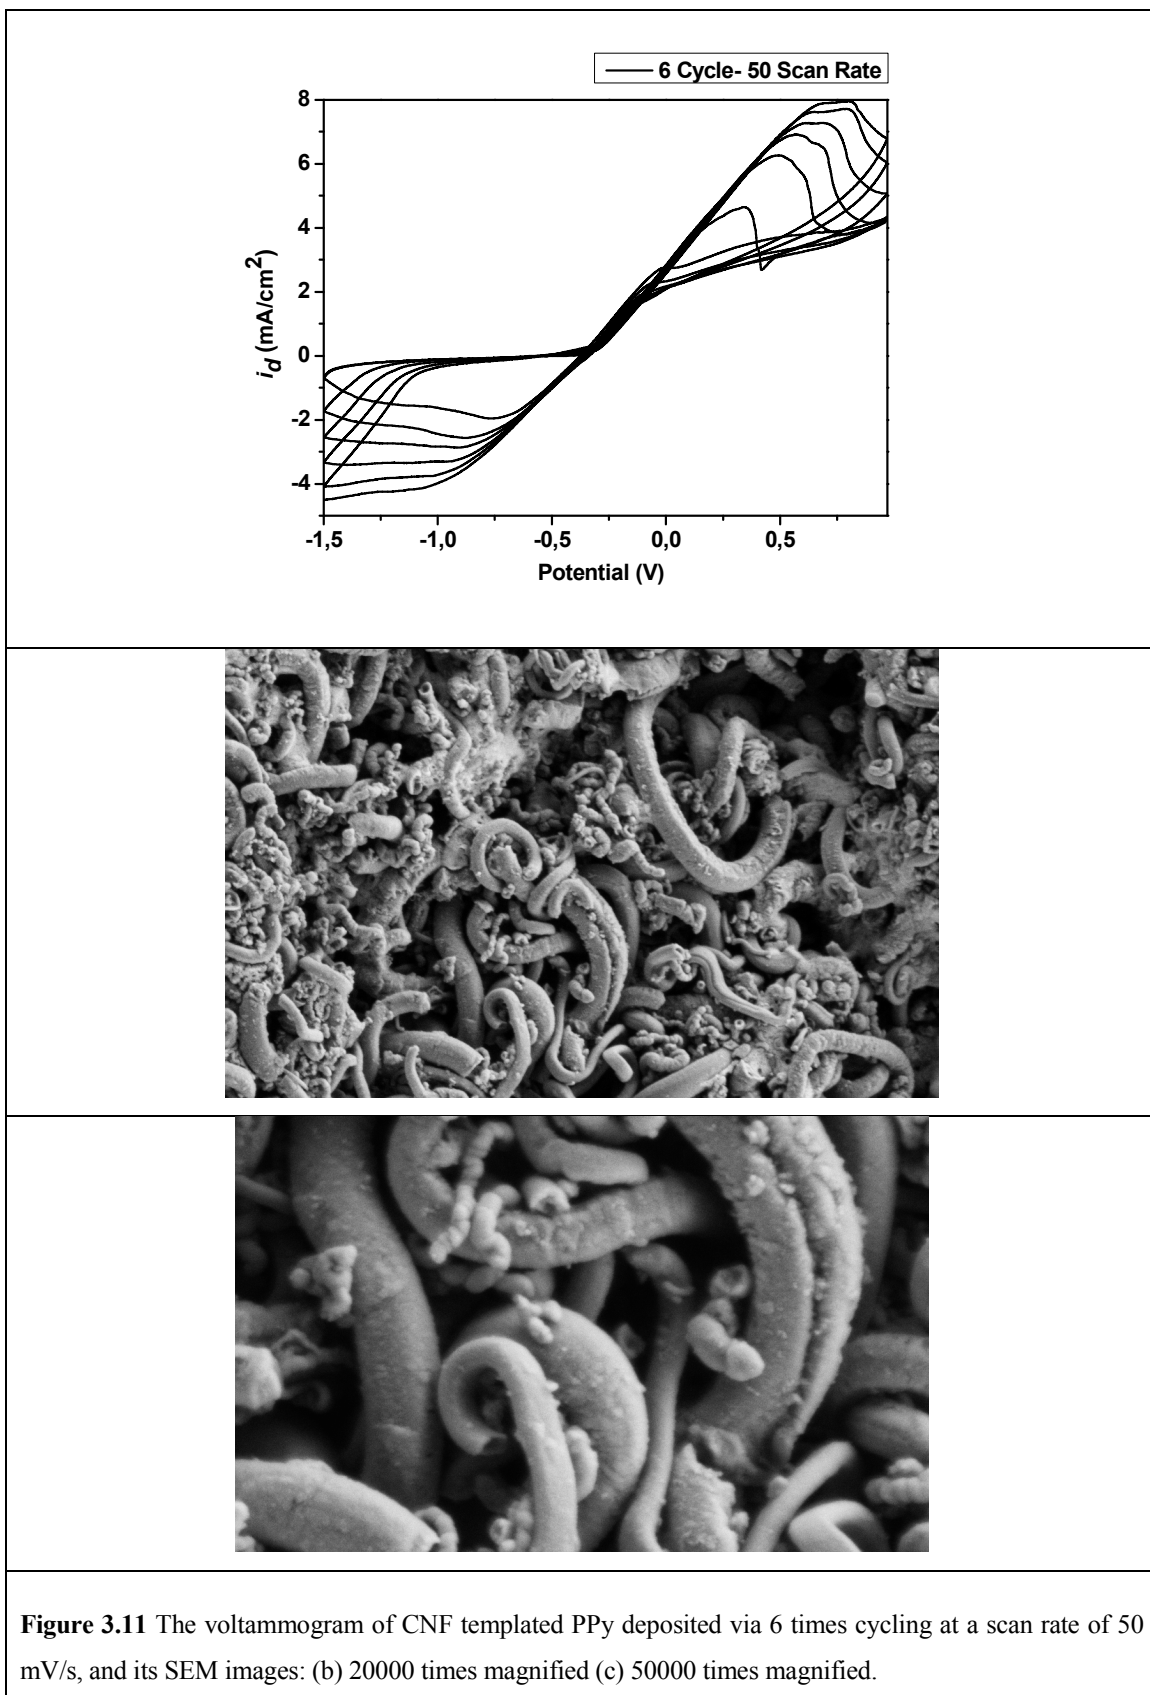 6 Cycle- 50 Scan Rate
8
6
4
2
0
-2
-4
i_d (mA/cm²)
-1,5 -1,0 -0,5 0,0 0,5
Potential (V)
Figure 3.11 The voltammogram of CNF templated PPy deposited via 6 times cycling at a scan rate of 50
mV/s, and its SEM images: (b) 20000 times magnified (c) 50000 times magnified.